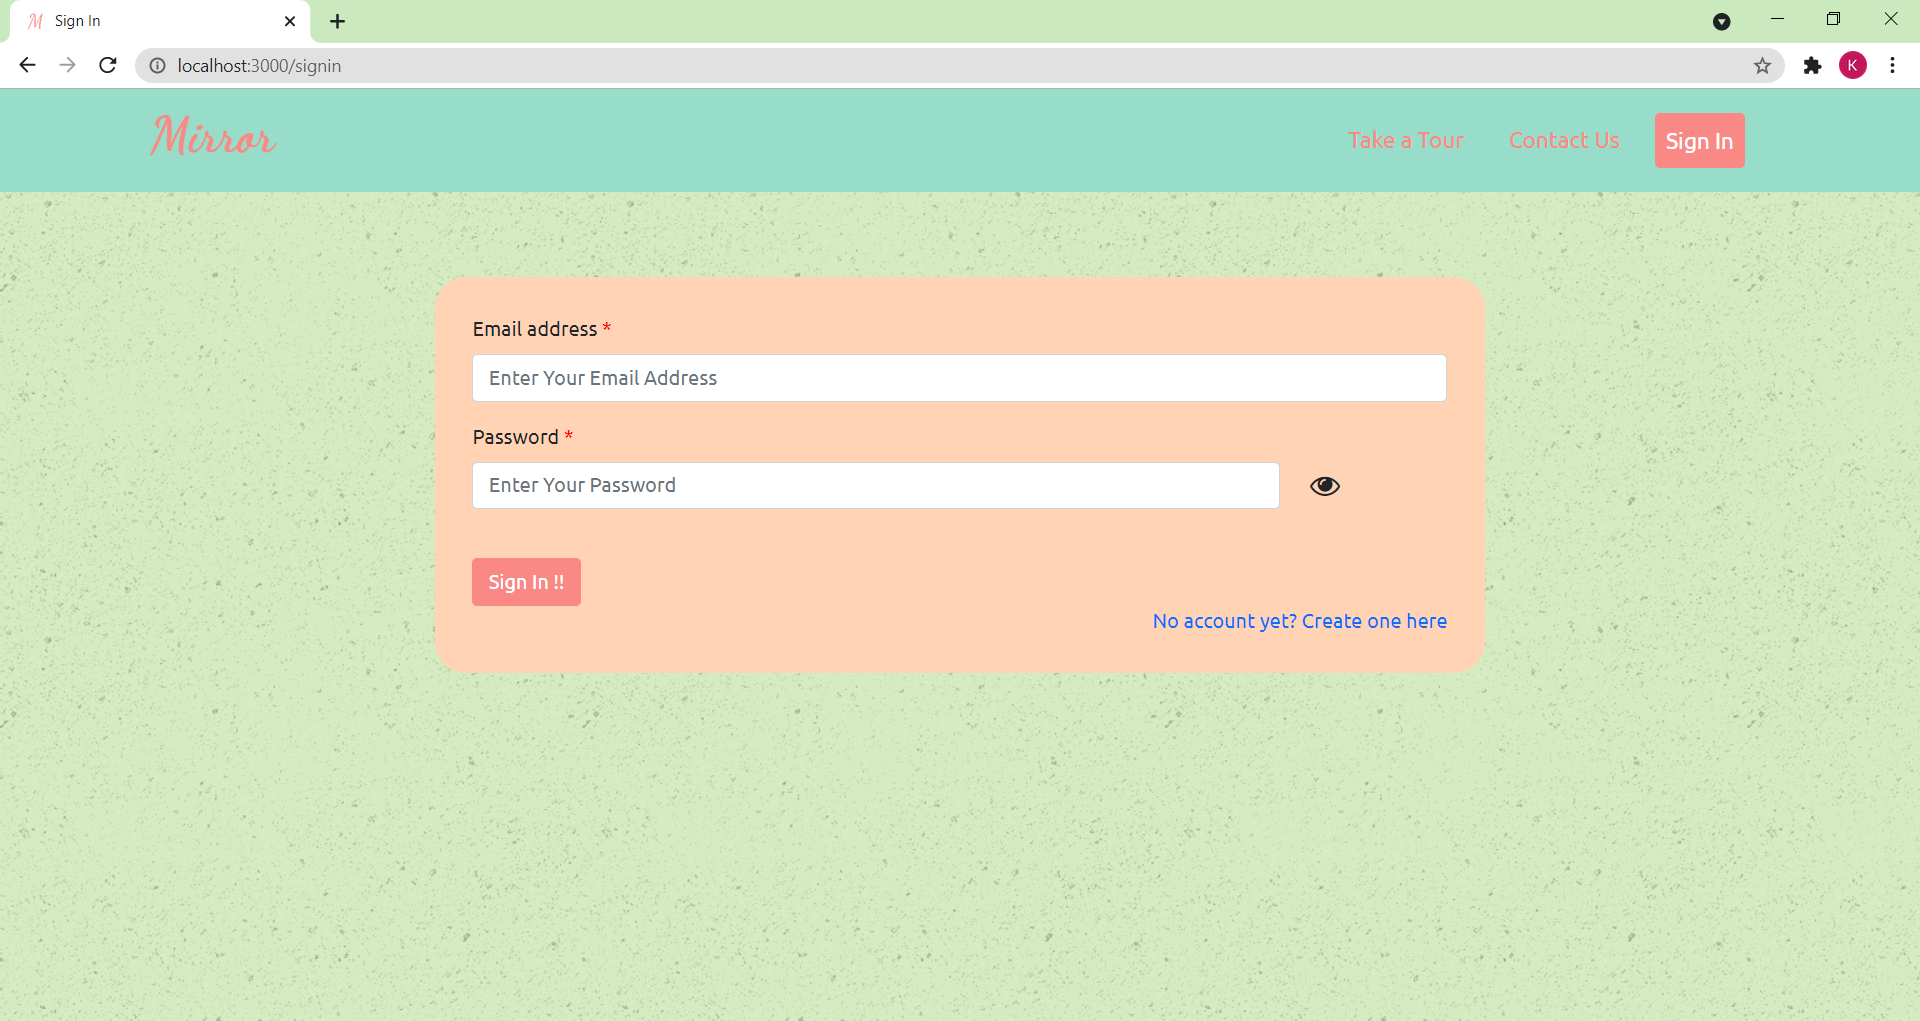 M Sign In
localhost:3000/signin
K
Mirror
Take a Tour Contact Us Sign In
Email address *
Enter Your Email Address
Password *
Enter Your Password
Sign In !!
No account yet? Create one here